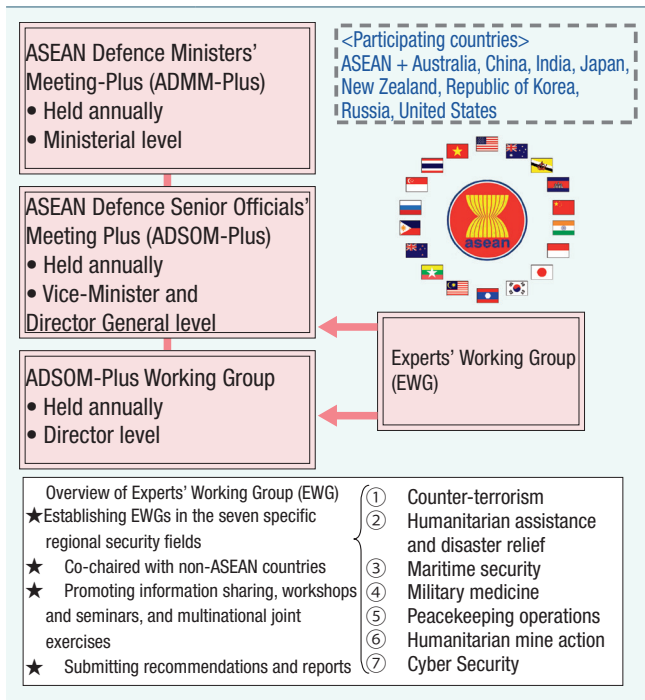 ASEAN Defence Ministers'
Meeting-Plus (ADMM-Plus)
• Held annually
• Ministerial level
<Participating countries>
ASEAN + Australia, China, India, Japan,
New Zealand, Republic of Korea,
Russia, United States
asean
ASEAN Defence Senior Officials'
Meeting Plus (ADSOM-Plus)
• Held annually
• Vice-Minister and
Director General level
Experts' Working Group
(EWG)
ADSOM-Plus Working Group
• Held annually
• Director level
Overview of Experts' Working Group (EWG)
★Establishing EWGs in the seven specific
regional security fields
★ Co-chaired with non-ASEAN countries
★ Promoting information sharing, workshops
and seminars, and multinational joint
exercises
★ Submitting recommendations and reports
① Counter-terrorism
② Humanitarian assistance
and disaster relief
③ Maritime security
④ Military medicine
⑤ Peacekeeping operations
⑥ Humanitarian mine action
⑦ Cyber Security